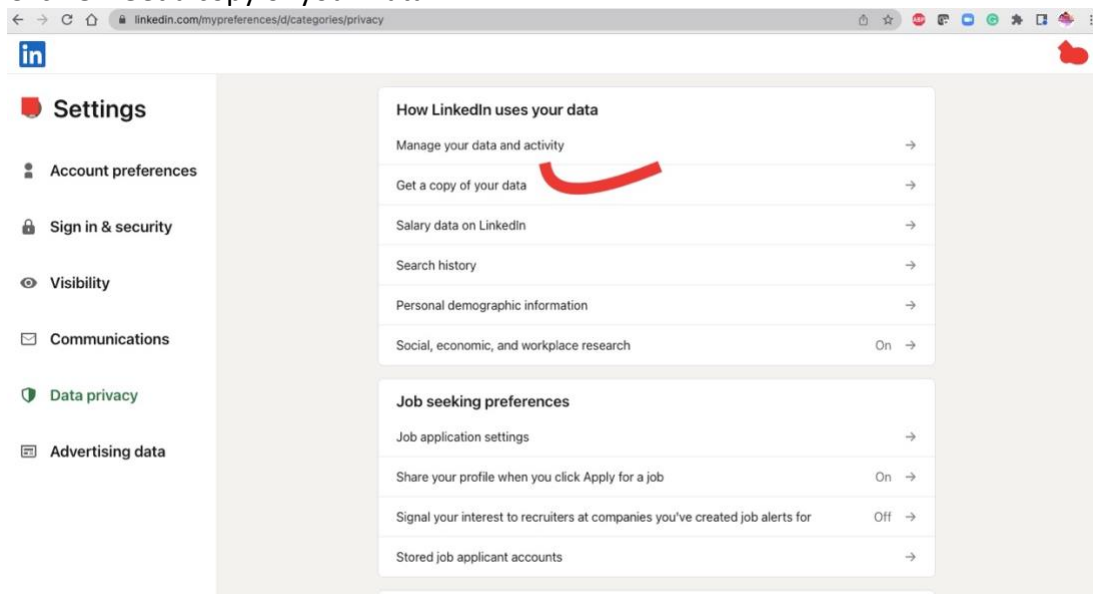 linkedin.com/mypreferences/d/categories/privacy
in
Settings
Account preferences
Sign in & security
Visibility
Communications
Data privacy
Advertising data
How LinkedIn uses your data
Manage your data and activity
Get a copy of your data
Salary data on LinkedIn
Search history
Personal demographic information
Social, economic, and workplace research On
Job seeking preferences
Job application settings
Share your profile when you click Apply for a job On
Signal your interest to recruiters at companies you've created job alerts for Off
Stored job applicant accounts